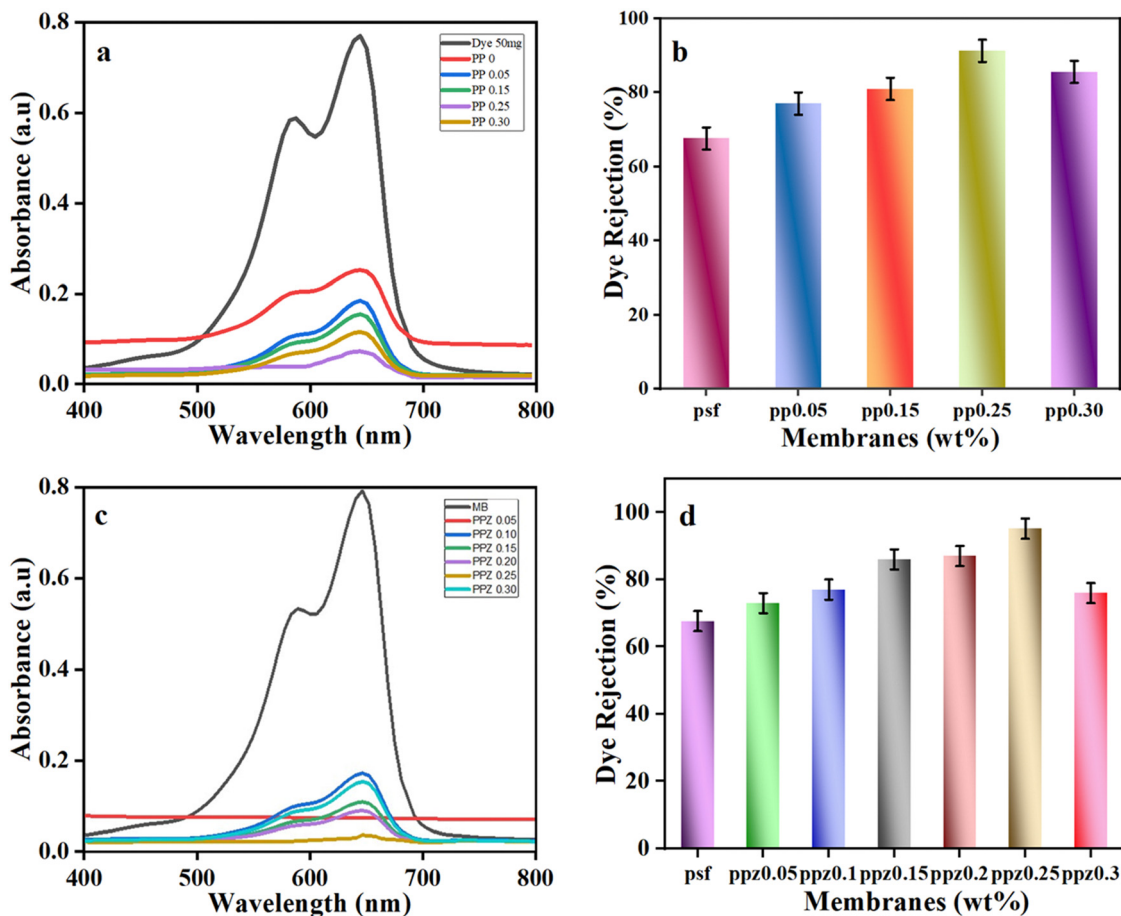 a
Absorbance (a.u)
0.8
0.6
0.4
0.2
0.0
Dye 50mg
PP 0
PP 0.05
PP 0.15
PP 0.25
PP 0.30
400 500 600 700 800
Wavelength (nm)
b
Dye Rejection (%)
100
80
60
40
20
0
psf pp0.05 pp0.15 pp0.25 pp0.30
Membranes (wt%)
c
Absorbance (a.u)
0.8
0.6
0.4
0.2
0.0
MB
PPZ 0.05
PPZ 0.10
PPZ 0.15
PPZ 0.20
PPZ 0.25
PPZ 0.30
400 500 600 700 800
Wavelength (nm)
d
Dye Rejection (%)
100
80
60
40
20
0
psf ppz0.05 ppz0.1 ppz0.15 ppz0.2 ppz0.25 ppz0.3
Membranes (wt%)